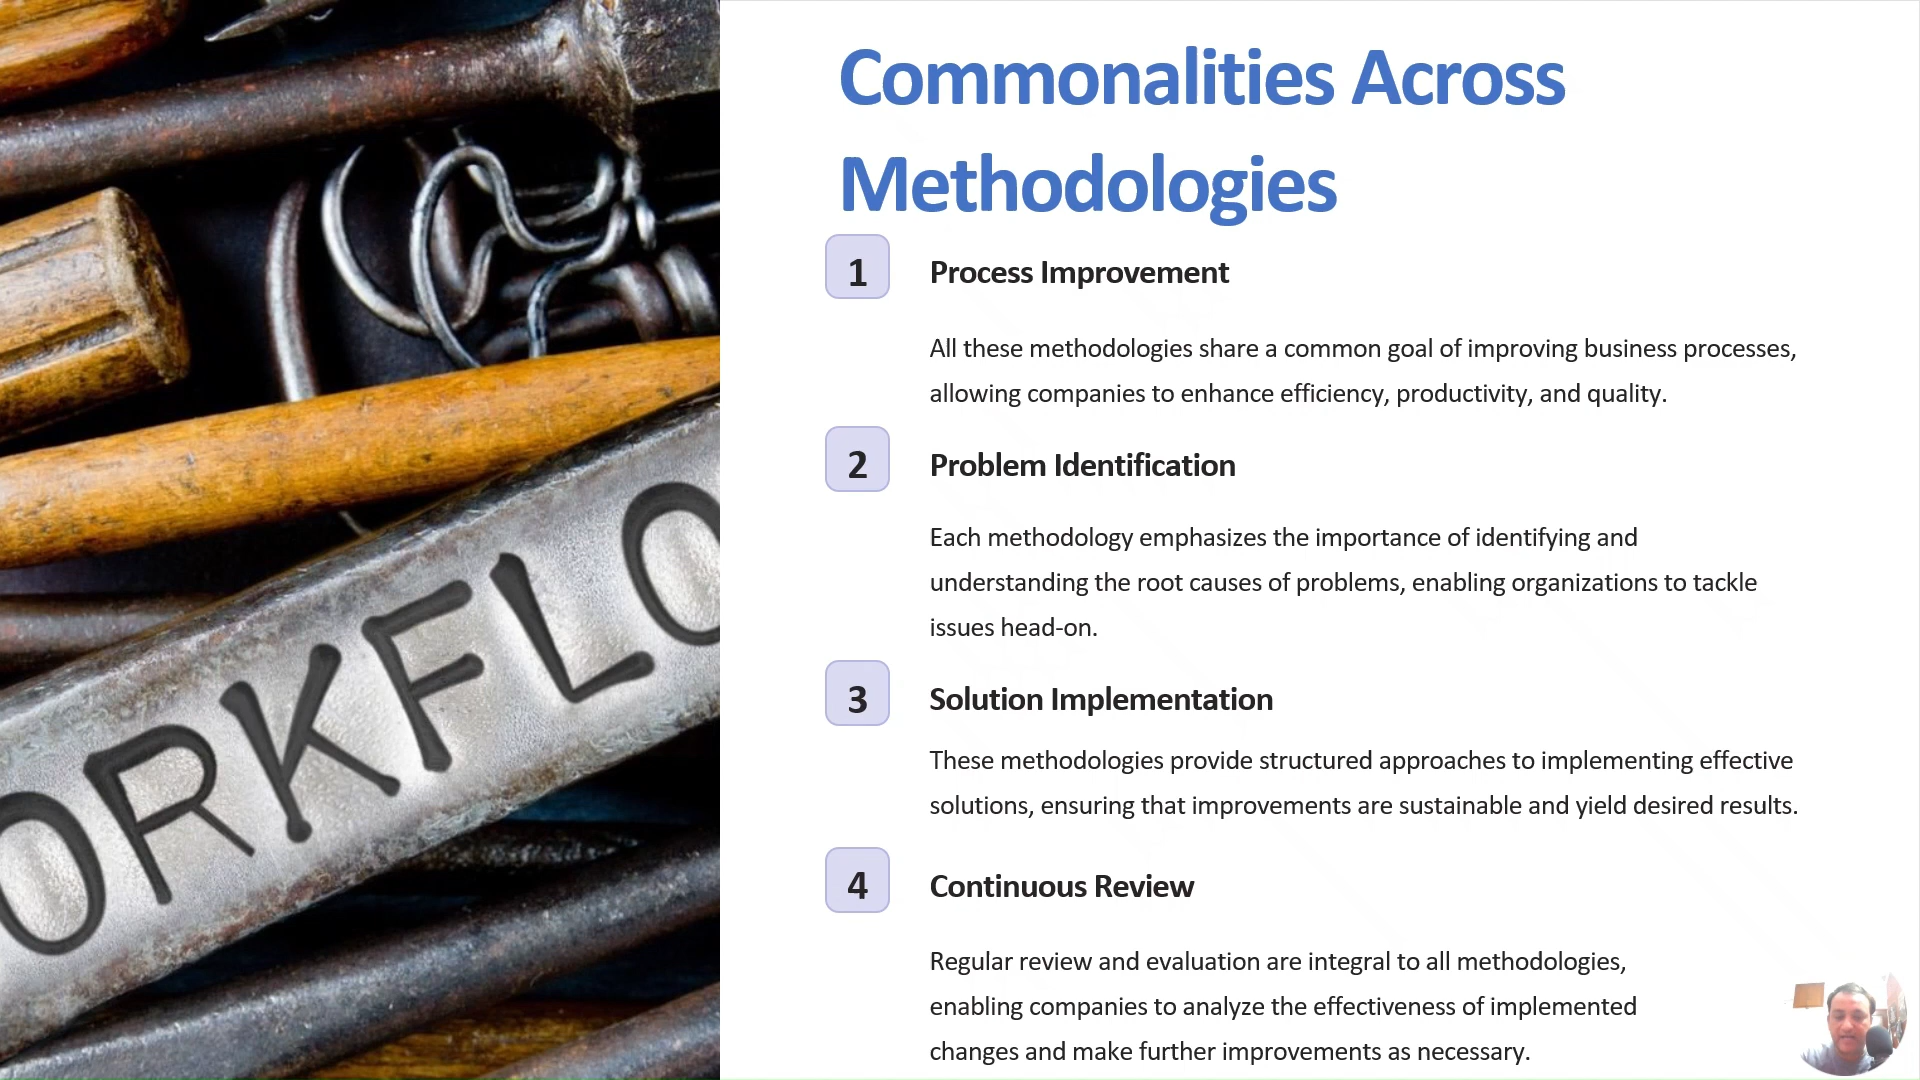 Commonalities Across
Methodologies
1 Process Improvement
All these methodologies share a common goal of improving business processes,
allowing companies to enhance efficiency, productivity, and quality.
2 Problem Identification
Each methodology emphasizes the importance of identifying and
understanding the root causes of problems, enabling organizations to tackle
issues head-on.
3 Solution Implementation
These methodologies provide structured approaches to implementing effective
solutions, ensuring that improvements are sustainable and yield desired results.
4 Continuous Review
Regular review and evaluation are integral to all methodologies,
enabling companies to analyze the effectiveness of implemented
changes and make further improvements as necessary.
ORKFLO